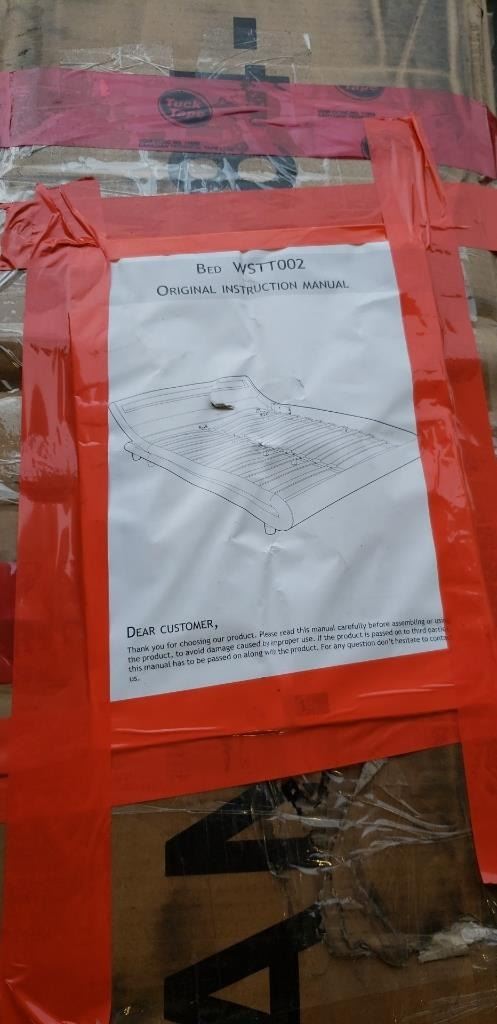 Tuck
Tape
BED WSTT002
ORIGINAL INSTRUCTION MANUAL
DEAR CUSTOMER,
Thank you for choosing our product. Please read this manual carefully before assembling or using
the product, to avoid damage caused by improper use. If the product is passed on to third parties
this manual has to be passed on along with the product. For any question don't hesitate to contact
us.
AN